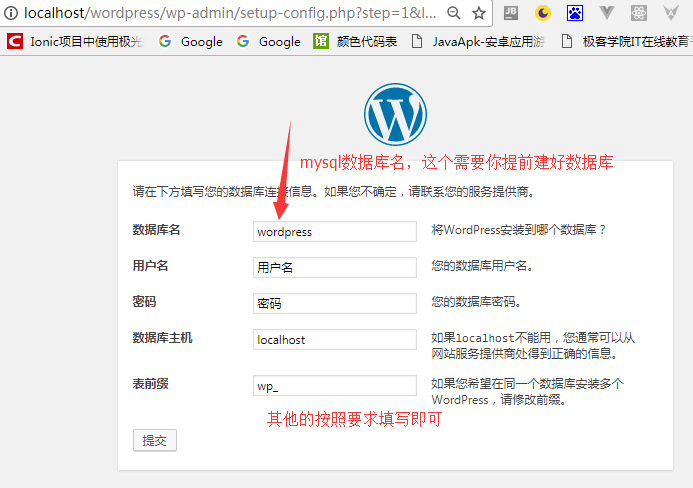 localhost/wordpress/wp-admin/setup-config.php?step=1&l...
Ionic项目中使用极光 Google Google 馆 颜色代码表 JavaApk-安卓应用游 极客学院IT在线教育
mysql数据库名，这个需要你提前建好数据库
请在下方填写您的数据库连接信息。如果您不确定，请联系您的服务提供商。
数据库名 wordpress 将WordPress安装到哪个数据库？
用户名 用户名 您的数据库用户名。
密码 密码 您的数据库密码。
数据库主机 localhost 如果localhost不能用，您通常可以从
网站服务提供商处得到正确的信息。
表前缀 wp_ 如果您希望在同一个数据库安装多个
WordPress，请修改前缀。
其他的按照要求填写即可
提交